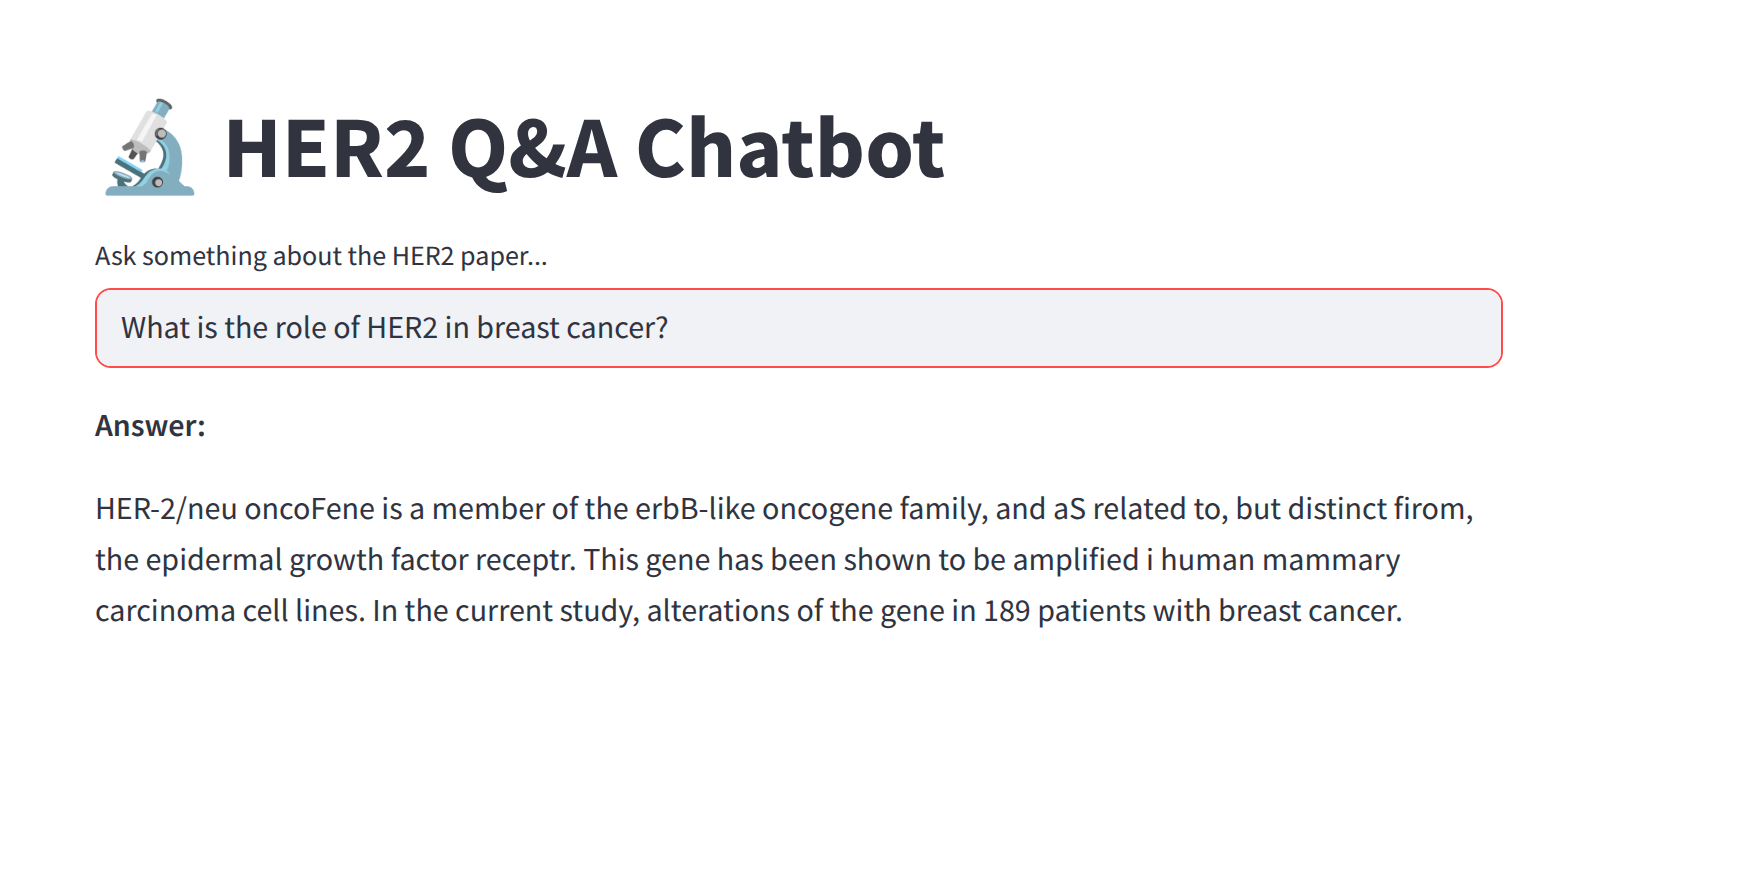 HER2 Q&A Chatbot
Ask something about the HER2 paper...
What is the role of HER2 in breast cancer?
Answer:
HER-2/neu oncoFene is a member of the erbB-like oncogene family, and aS related to, but distinct firom,
the epidermal growth factor receptr. This gene has been shown to be amplified i human mammary
carcinoma cell lines. In the current study, alterations of the gene in 189 patients with breast cancer.